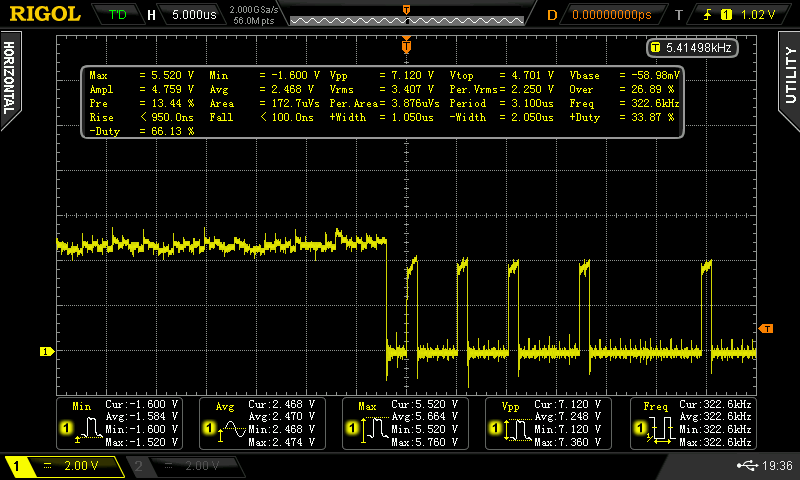 RIGOL T'D H 5.000us 2.000GSa/s 56.0M pts T D 0.00000000ps T 1 1.02 V
HORIZONTAL
UTILITY
T
T 5.41498kHz
Max = 5.520 V Min = -1.600 V Vpp = 7.120 V Vtop = 4.701 V Vbase = -58.98mV
Ampl = 4.759 V Avg = 2.468 V Vrms = 3.407 V Per.Vrms= 2.250 V Over = 26.89 %
Pre = 13.44 % Area = 172.7uVs Per.Area= 3.876uVs Period = 3.100us Freq = 322.6kHz
Rise < 950.0ns Fall < 100.0ns +Width = 1.050us -Width = 2.050us +Duty = 33.87 %
-Duty = 66.13 %
T
1
Min Cur:-1.600 V Avg Cur:2.468 V Max Cur:5.520 V Vpp Cur:7.120 V Freq Cur:322.6kHz
Avg:-1.584 V Avg:2.470 V Avg:5.664 V Avg:7.248 V Avg:322.6kHz
1 Min:-1.600 V 1 Min:2.468 V 1 Min:5.520 V 1 Min:7.120 V 1 Min:322.6kHz
Max:-1.520 V Max:2.474 V Max:5.760 V Max:7.360 V Max:322.6kHz
1 2.00 V 2 2.00 V 19:36